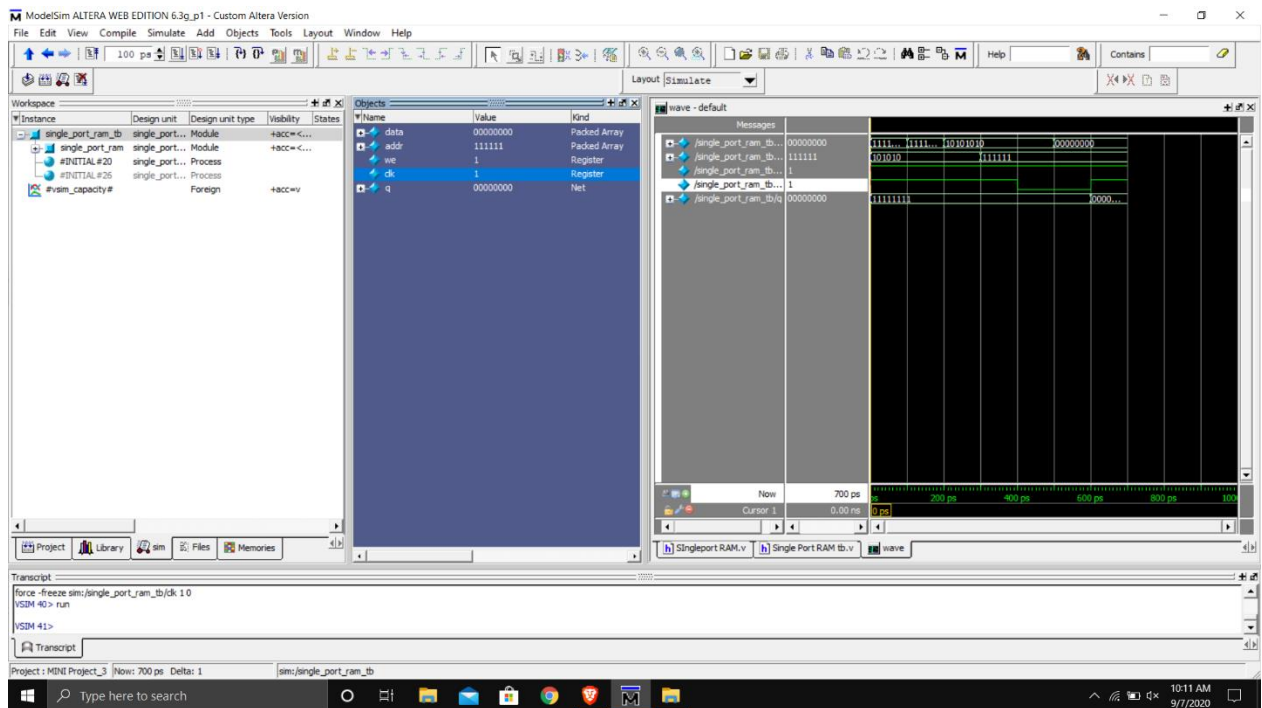 ModelSim ALTERA WEB EDITION 6.3g_p1 - Custom Altera Version
File Edit View Compile Simulate Add Objects Tools Layout Window Help
100 ps Help Contains
Layout Simulate
Workspace
Instance Design unit Design unit type Visibility States
single_port_ram_tb single_port... Module +acc=<...
single_port_ram single_port... Module +acc=<...
#INITIAL#20 single_port... Process
#INITIAL#26 single_port... Process
#vsim_capacity# Foreign +acc=v
Objects
Name Value Kind
data 00000000 Packed Array
addr 111111 Packed Array
we 1 Register
clk 1 Register
q 00000000 Net
wave - default
Messages
/single_port_ram_tb... 00000000 1111... 1111... 10101010 00000000
/single_port_ram_tb... 111111 101010 111111
/single_port_ram_tb... 1
/single_port_ram_tb... 1
/single_port_ram_tb/q 00000000 11111111 0000...
Now 700 ps ps 200 ps 400 ps 600 ps 800 ps 100
Cursor 1 0.00 ns 0 ps
Project Library sim Files Memories
SIngleport RAM.v Single Port RAM tb.v wave
Transcript
force -freeze sim:/single_port_ram_tb/clk 1 0
VSIM 40> run
VSIM 41>
Transcript
Project : MINI Project_3 Now: 700 ps Delta: 1 sim:/single_port_ram_tb
Type here to search
10:11 AM
9/7/2020